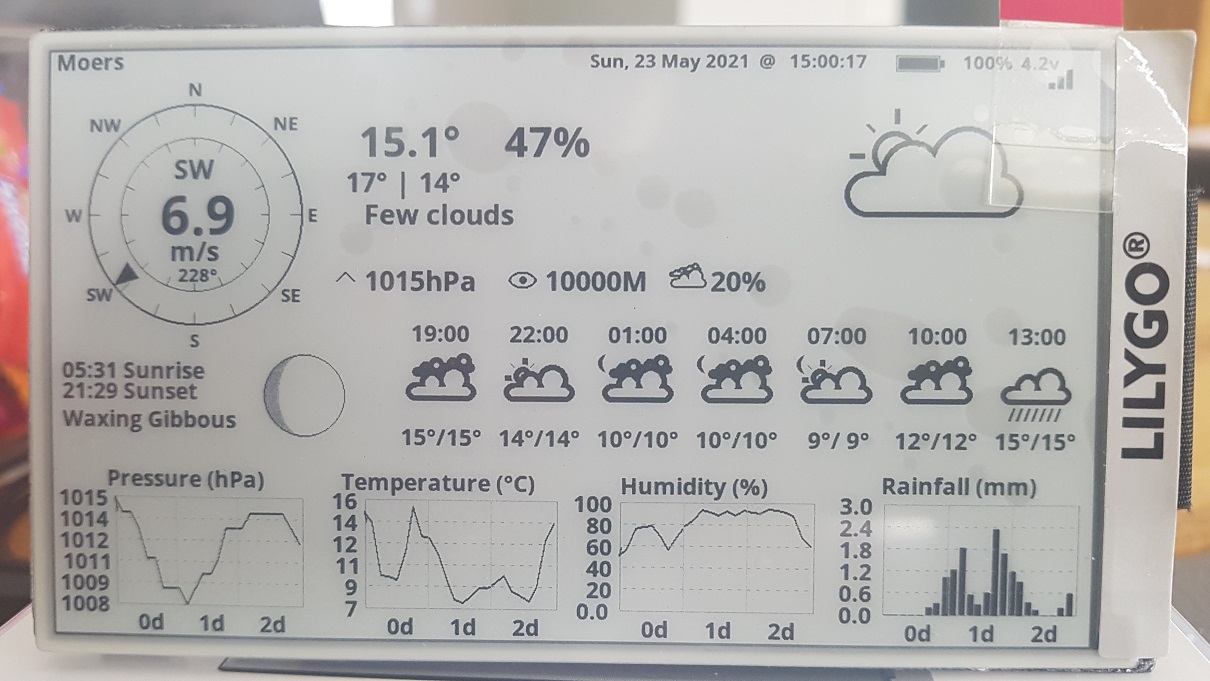 Moers
Sun, 23 May 2021 @ 15:00:17 100% 4.2v
N
NW NE
SW
6.9
m/s
228°
W E
SW SE
S
15.1° 47%
17° | 14°
Few clouds
^ 1015hPa 10000M 20%
05:31 Sunrise
21:29 Sunset
Waxing Gibbous
19:00 22:00 01:00 04:00 07:00 10:00 13:00
15°/15° 14°/14° 10°/10° 10°/10° 9°/ 9° 12°/12° 15°/15°
Pressure (hPa)
1015
1014
1012
1011
1009
1008
0d 1d 2d
Temperature (°C)
16
14
12
11
9
7
0d 1d 2d
Humidity (%)
100
80
60
40
20
0.0
0d 1d 2d
Rainfall (mm)
3.0
2.4
1.8
1.2
0.6
0.0
0d 1d 2d
LILYGO®